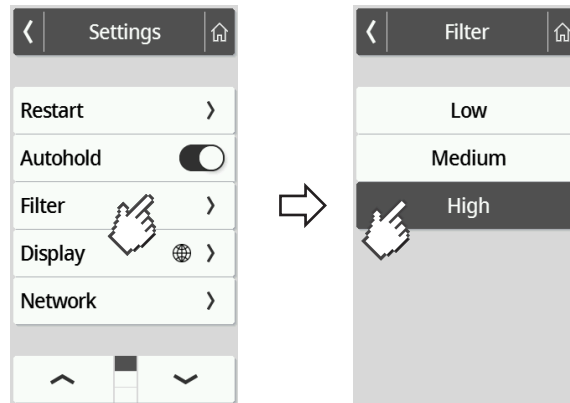 Settings
Restart
Autohold
Filter
Display
Network
Filter
Low
Medium
High